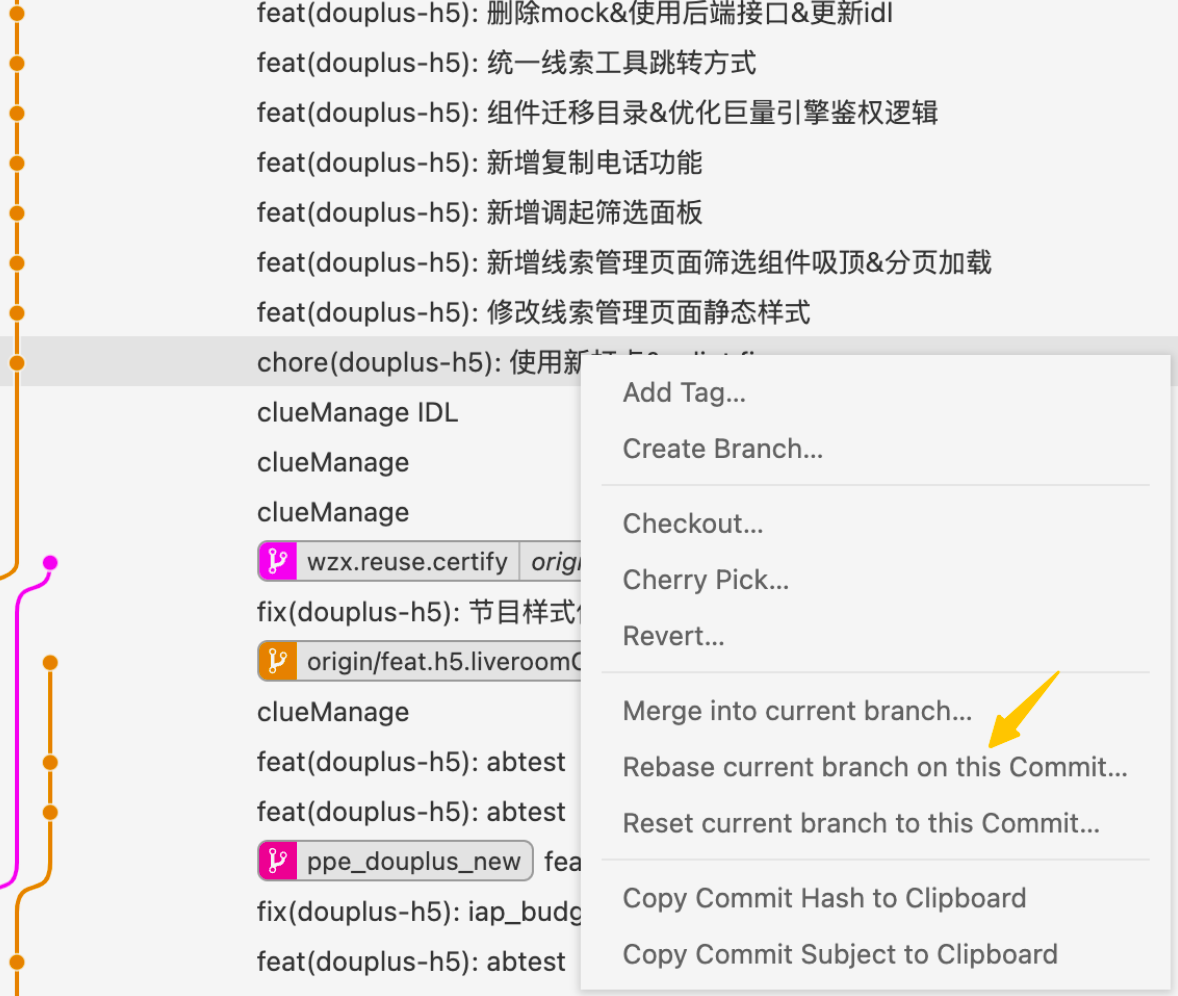 feat(douplus-h5): 删除mock&使用后端接口&更新idl
feat(douplus-h5): 统一线索工具跳转方式
feat(douplus-h5): 组件迁移目录&优化巨量引擎鉴权逻辑
feat(douplus-h5): 新增复制电话功能
feat(douplus-h5): 新增调起筛选面板
feat(douplus-h5): 新增线索管理页面筛选组件吸顶&分页加载
feat(douplus-h5): 修改线索管理页面静态样式
chore(douplus-h5): 使用新
clueManage IDL
clueManage
clueManage
wzx.reuse.certify
fix(douplus-h5): 节目样式
origin/feat.h5.liveroom
clueManage
feat(douplus-h5): abtest
feat(douplus-h5): abtest
ppe_douplus_new fea
fix(douplus-h5): iap_budg
feat(douplus-h5): abtest
Add Tag...
Create Branch...
Checkout...
Cherry Pick...
Revert...
Merge into current branch...
Rebase current branch on this Commit...
Reset current branch to this Commit...
Copy Commit Hash to Clipboard
Copy Commit Subject to Clipboard